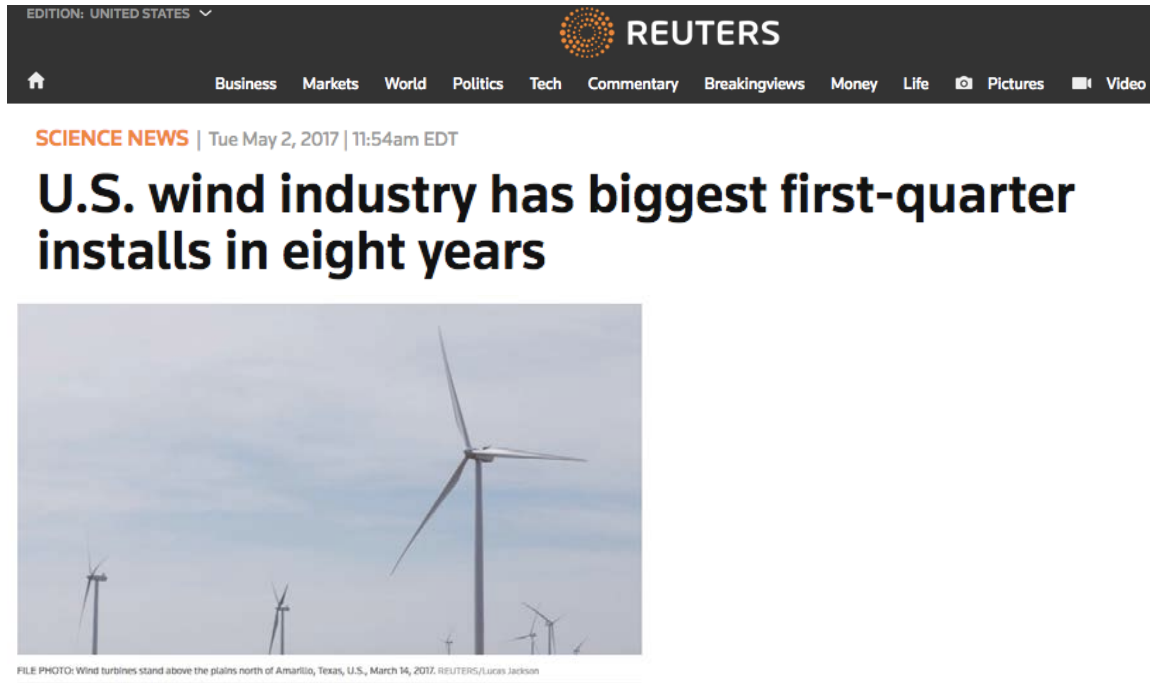 EDITION: UNITED STATES
REUTERS
Business Markets World Politics Tech Commentary Breakingviews Money Life Pictures Video
SCIENCE NEWS | Tue May 2, 2017 | 11:54am EDT
U.S. wind industry has biggest first-quarter
installs in eight years
FILE PHOTO: Wind turbines stand above the plains north of Amarillo, Texas, U.S., March 14, 2017. REUTERS/Lucas Jackson